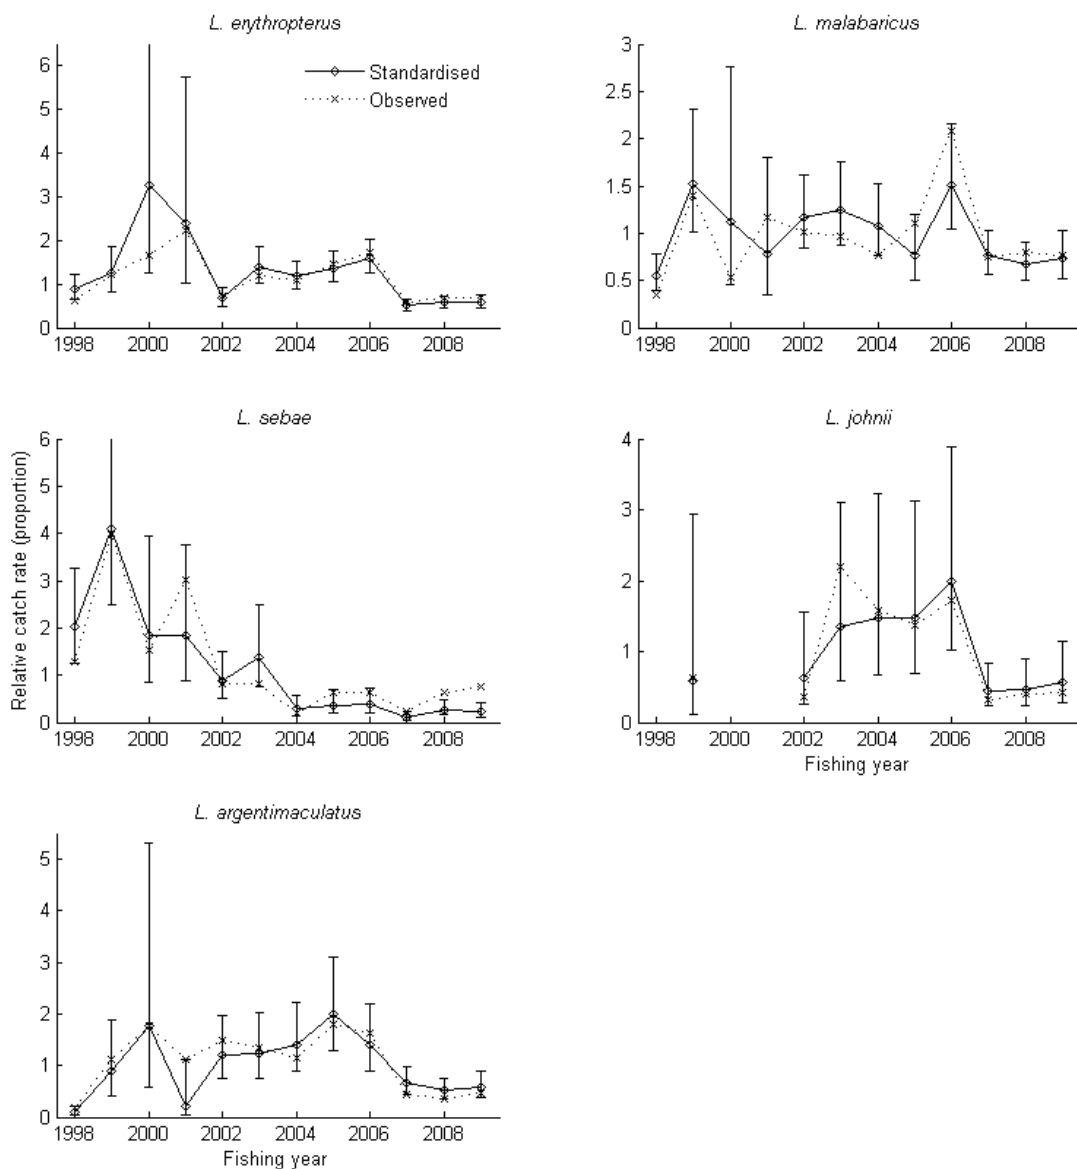 L. erythropterus
6
5
4
3
2
1
0
Standardised
Observed
1998 2000 2002 2004 2006 2008
L. malabaricus
3
2.5
2
1.5
1
0.5
0
1998 2000 2002 2004 2006 2008
L. sebae
6
5
4
3
2
1
0
Relative catch rate (proportion)
1998 2000 2002 2004 2006 2008
L. johnii
4
3
2
1
0
1998 2000 2002 2004 2006 2008
Fishing year
L. argentimaculatus
5
4
3
2
1
0
1998 2000 2002 2004 2006 2008
Fishing year